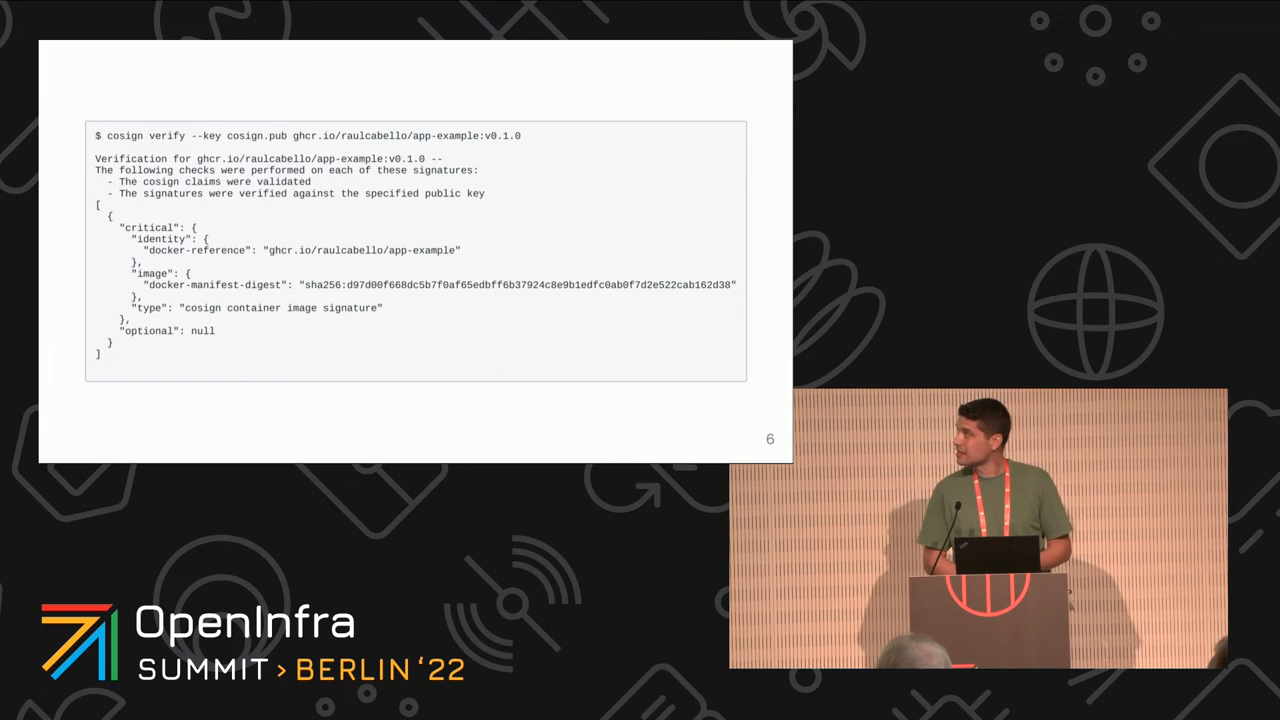 $ cosign verify --key cosign.pub ghcr.io/raulcabello/app-example:v0.1.0
Verification for ghcr.io/raulcabello/app-example:v0.1.0 --
The following checks were performed on each of these signatures:
  - The cosign claims were validated
  - The signatures were verified against the specified public key
[
  {
    "critical": {
      "identity": {
        "docker-reference": "ghcr.io/raulcabello/app-example"
      },
      "image": {
        "docker-manifest-digest": "sha256:d97d00f668dc5b7f0af65edbff6b37924c8e9b1edfc0ab0f7d2e522cab162d38"
      },
      "type": "cosign container image signature"
    },
    "optional": null
  }
]
6
OpenInfra
SUMMIT > BERLIN ‘22